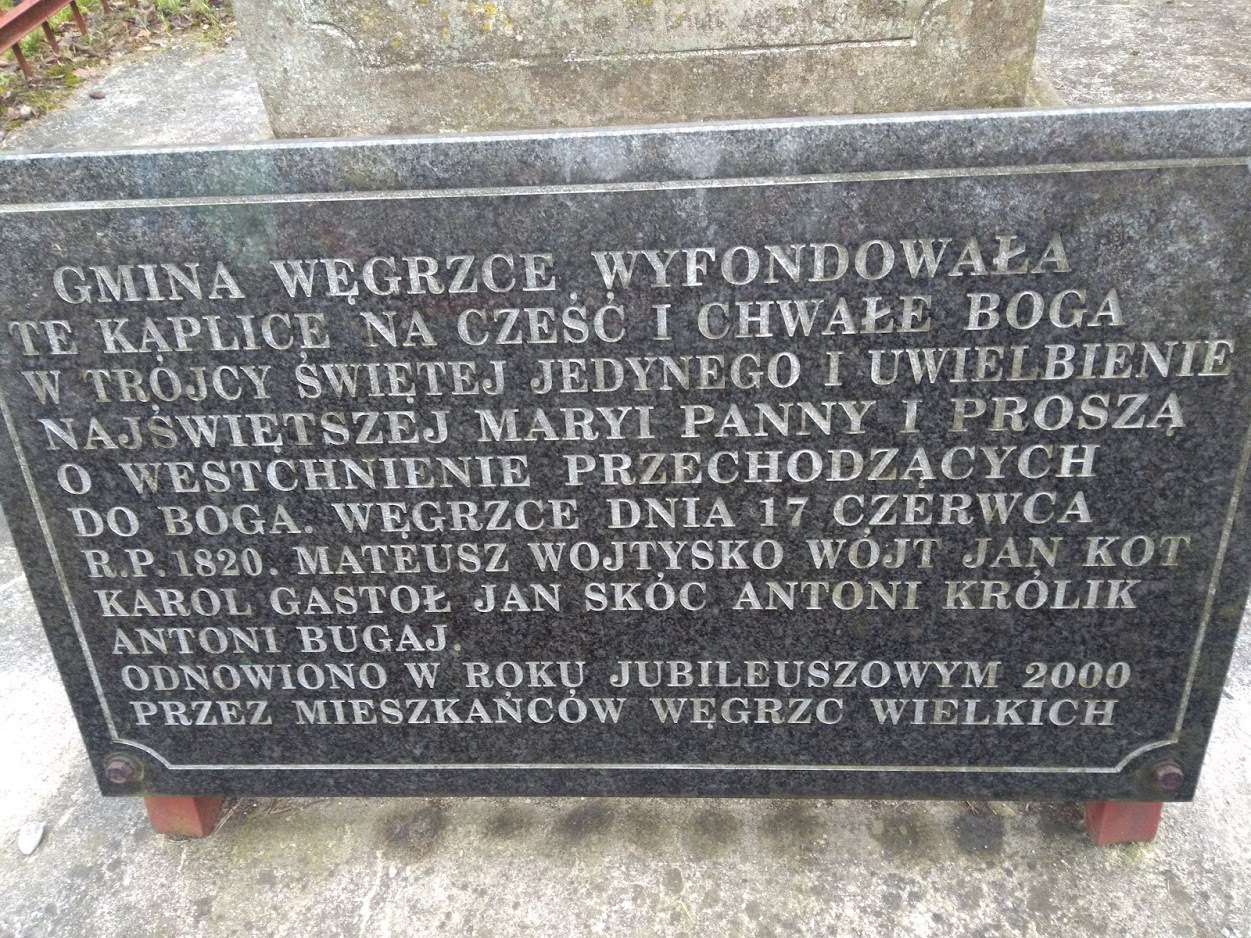 GMINA WĘGRZCE WYFONDOWAŁA
TE KĄPLICE NA CZEŚĆ I CHWAŁĘ BOGA
W TRÓJCY ŚWIĘTEJ JEDYNEGO I UWIELBIENIE
NAJŚWIĘTSZEJ MARYI PANNY I PROSZĄ
O WESTCHNIENIE PRZECHODZĄCYCH
DO BOGA. WĘGRZCE DNIA 17 CZERWCA
R.P. 1820. MATEUSZ WOJTYSKO WÓJT JAN KOT
KAROL GASTOŁ JAN SKÓC ANTONI KRÓLIK
ANTONI BUGAJ.
ODNOWIONO W ROKU JUBILEUSZOWYM 2000
PRZEZ MIESZKAŃCÓW WĘGRZC WIELKICH